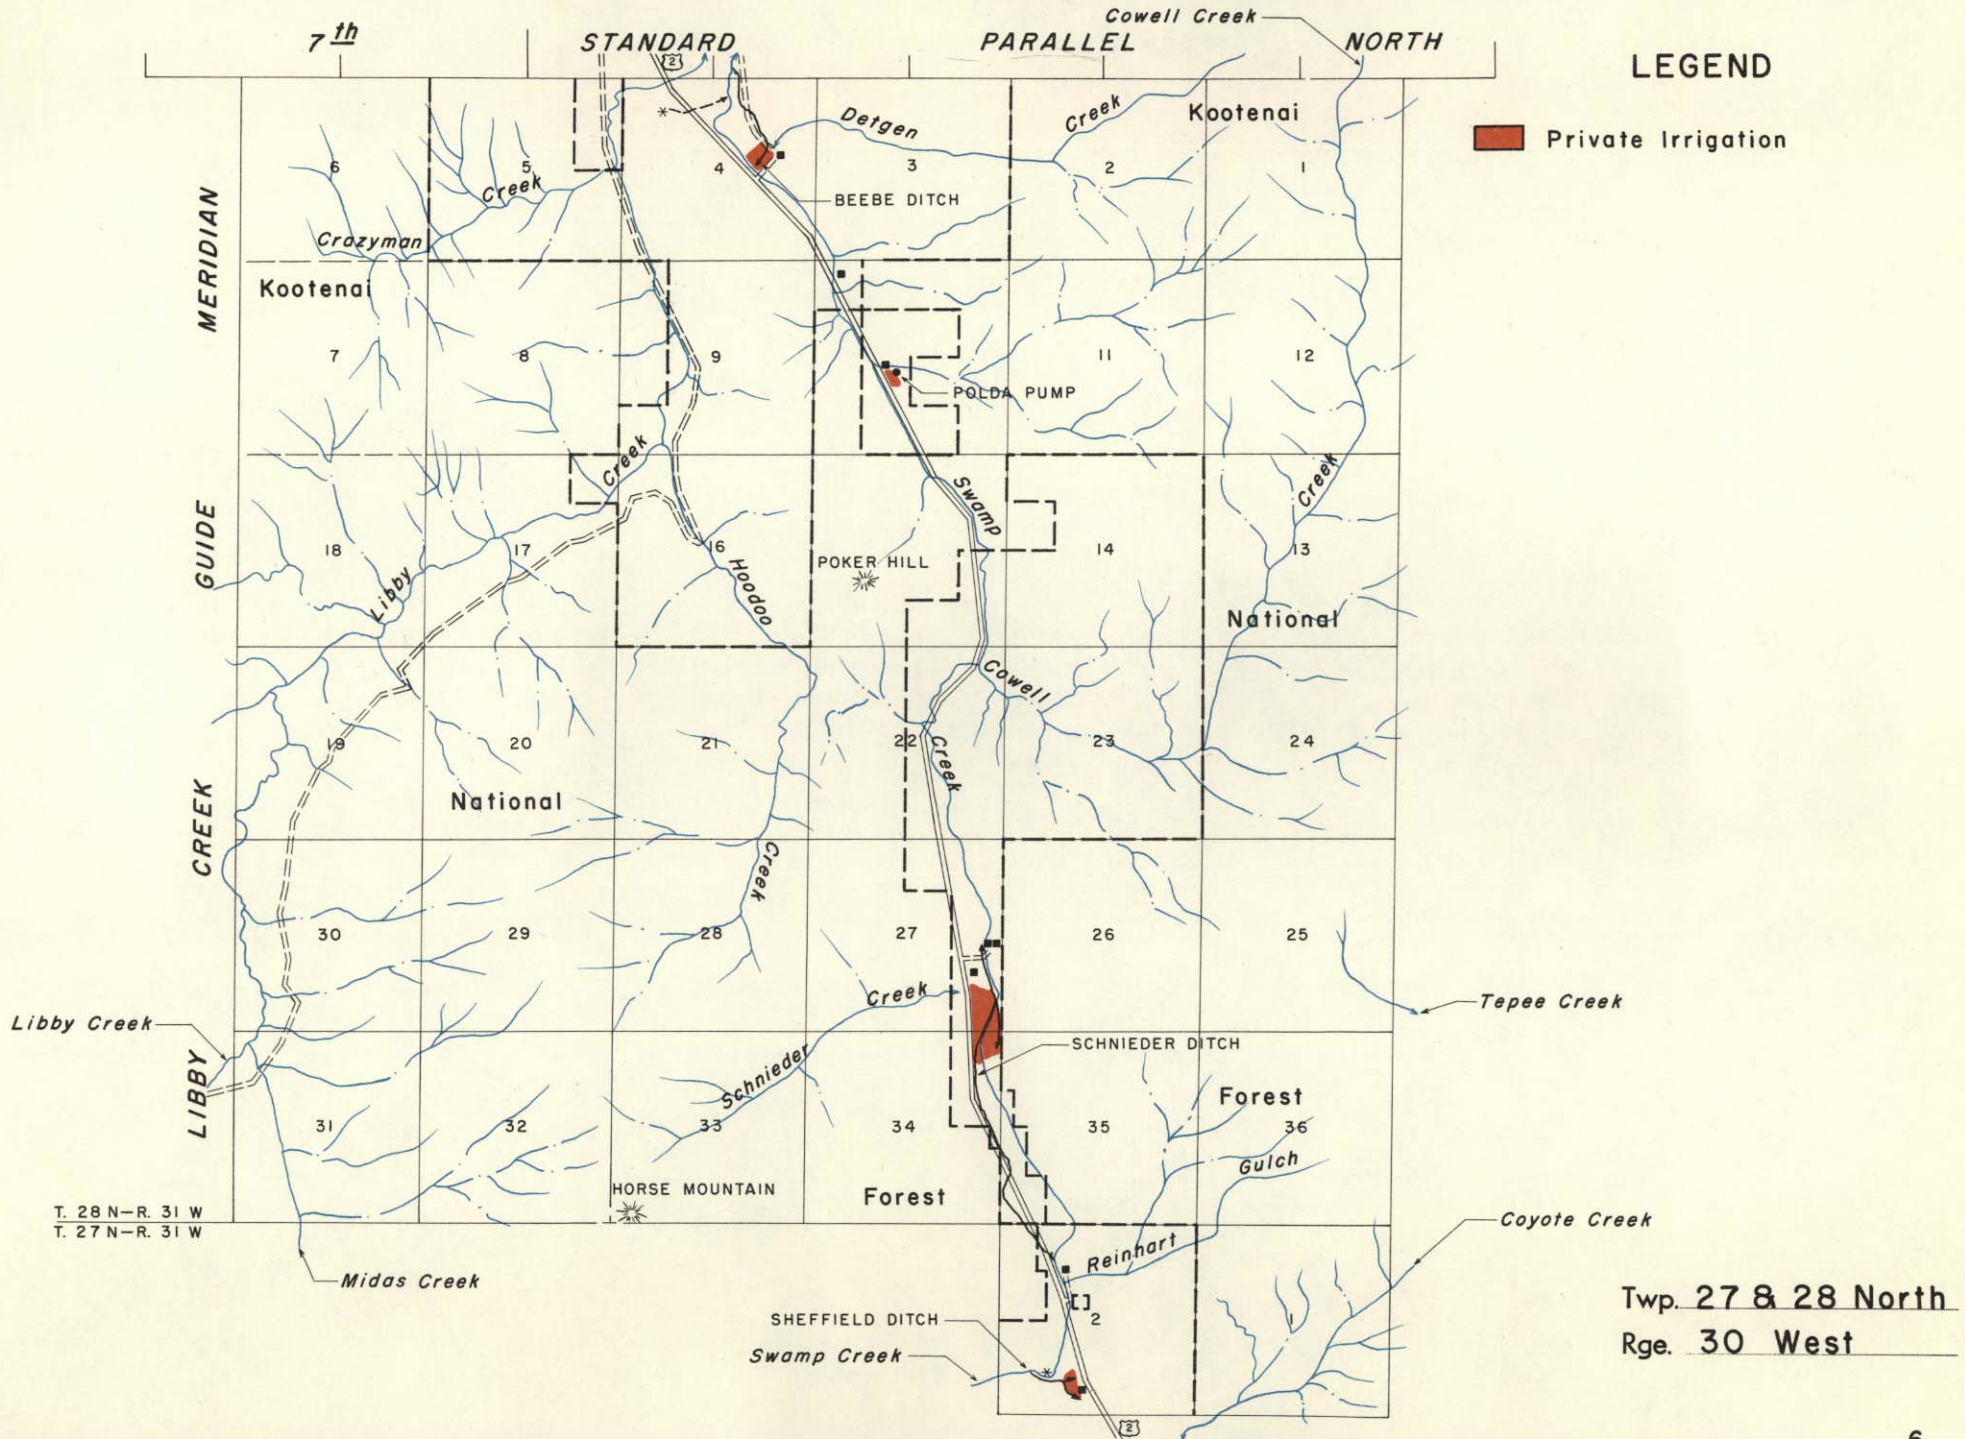 Cowell Creek
7th STANDARD PARALLEL NORTH
LEGEND
2
Private Irrigation
Detgen
Creek
Kootenai
6
5
4
3
2
1
Creek
BEEBE DITCH
Crazyman
MERIDIAN
Kootenai
7
8
9
11
12
POLDA PUMP
Creek
Creek
Swamp
GUIDE
18
17
16
14
13
POKER HILL
Libby
Hoodoo
National
Cowell
19
20
21
22
23
24
Creek
National
CREEK
Creek
30
29
28
27
26
25
Creek
Tepee Creek
Libby Creek
SCHNIEDER DITCH
Schnieder
LIBBY
Forest
31
32
33
34
35
36
Gulch
HORSE MOUNTAIN
Forest
T. 28 N–R. 31 W
T. 27 N–R. 31 W
Coyote Creek
Reinhart
Midas Creek
Twp. 27 & 28 North
SHEFFIELD DITCH
2
1
Rge. 30 West
Swamp Creek
2